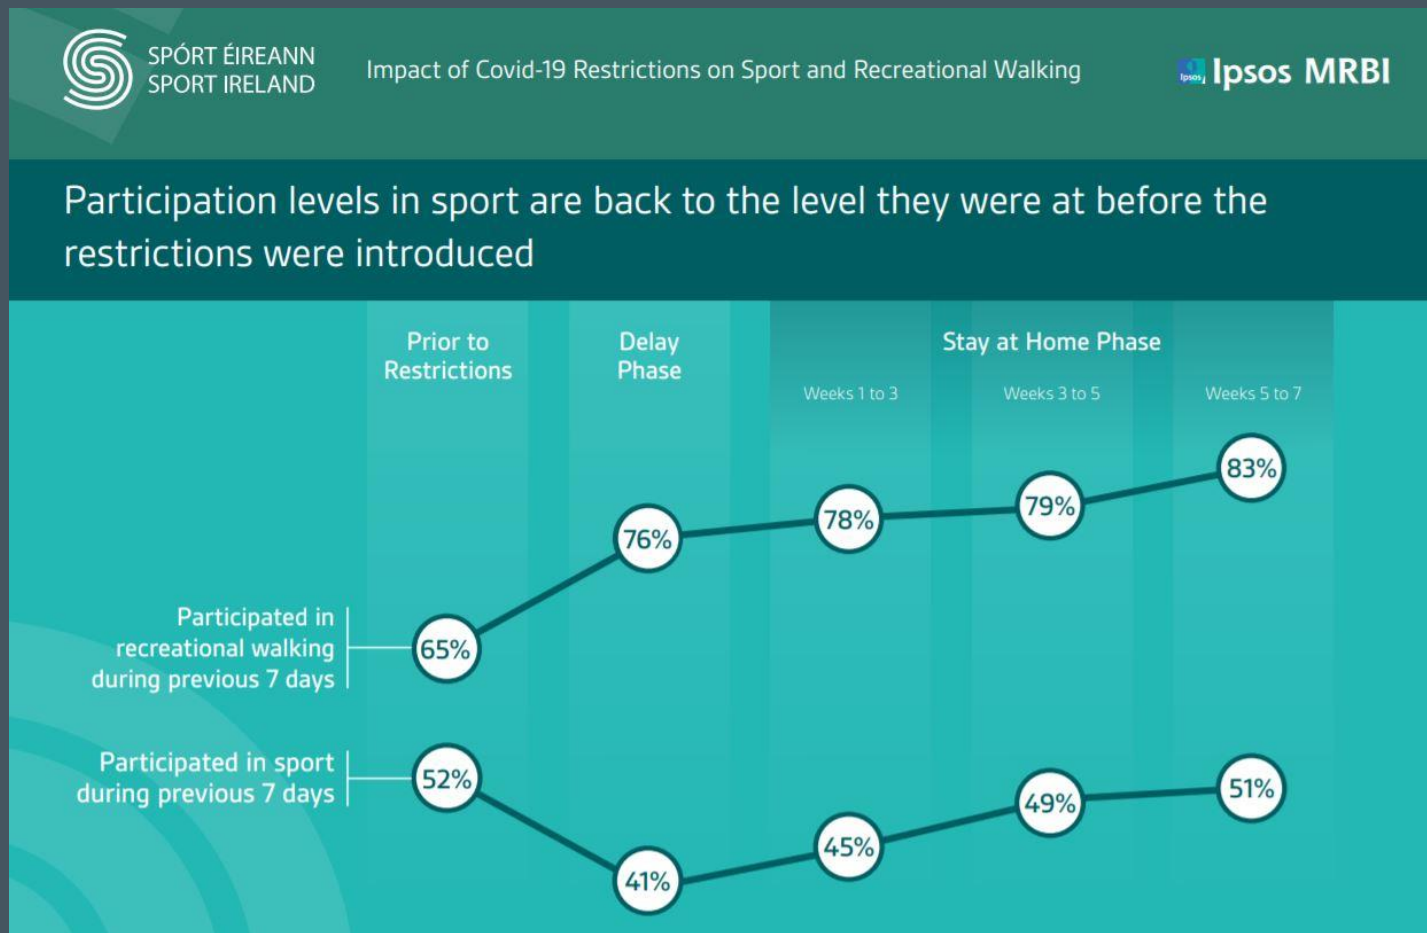 SPÓRT ÉIREANN
SPORT IRELAND
Impact of Covid-19 Restrictions on Sport and Recreational Walking
Ipsos
Ipsos MRBI
Participation levels in sport are back to the level they were at before the
restrictions were introduced
Prior to
Restrictions
Delay
Phase
Stay at Home Phase
Weeks 1 to 3
Weeks 3 to 5
Weeks 5 to 7
Participated in
recreational walking
during previous 7 days
65%
76%
78%
79%
83%
Participated in sport
during previous 7 days
52%
41%
45%
49%
51%